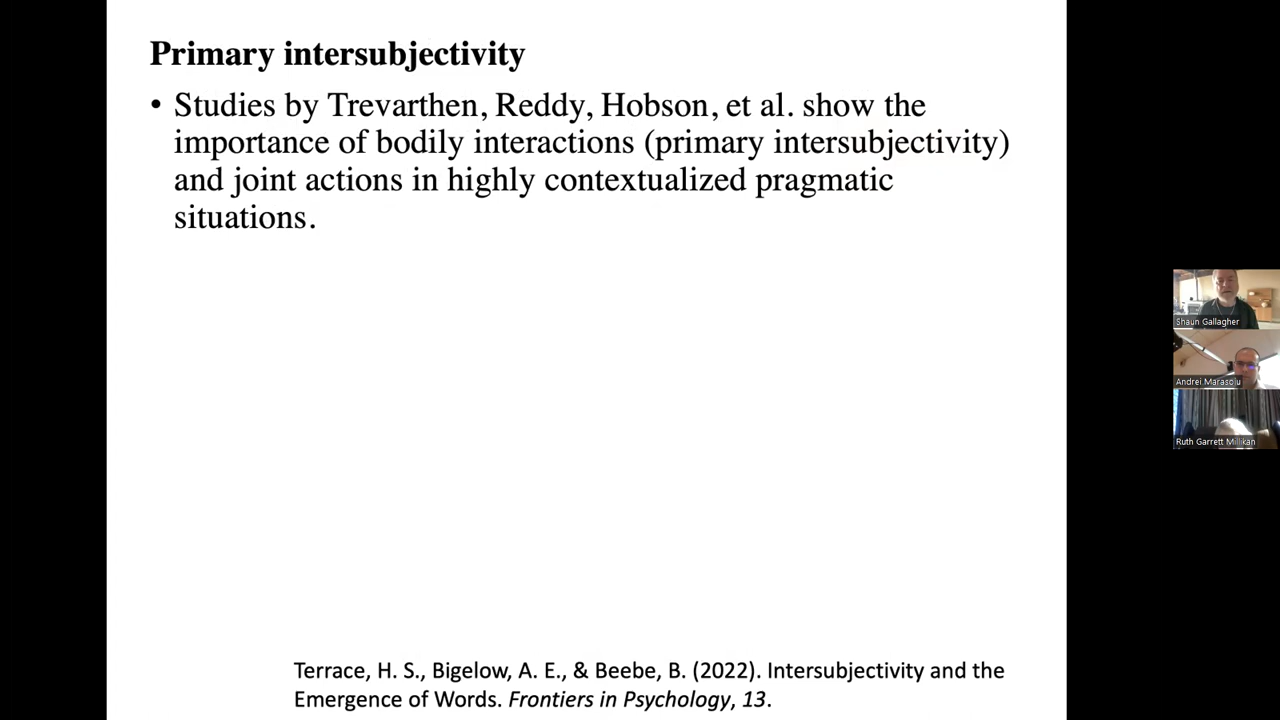 Primary intersubjectivity
• Studies by Trevarthen, Reddy, Hobson, et al. show the
importance of bodily interactions (primary intersubjectivity)
and joint actions in highly contextualized pragmatic
situations.
Shaun Gallagher
Andrei Marasoiu
Ruth Garrett Millikan
Terrace, H. S., Bigelow, A. E., & Beebe, B. (2022). Intersubjectivity and the
Emergence of Words. Frontiers in Psychology, 13.